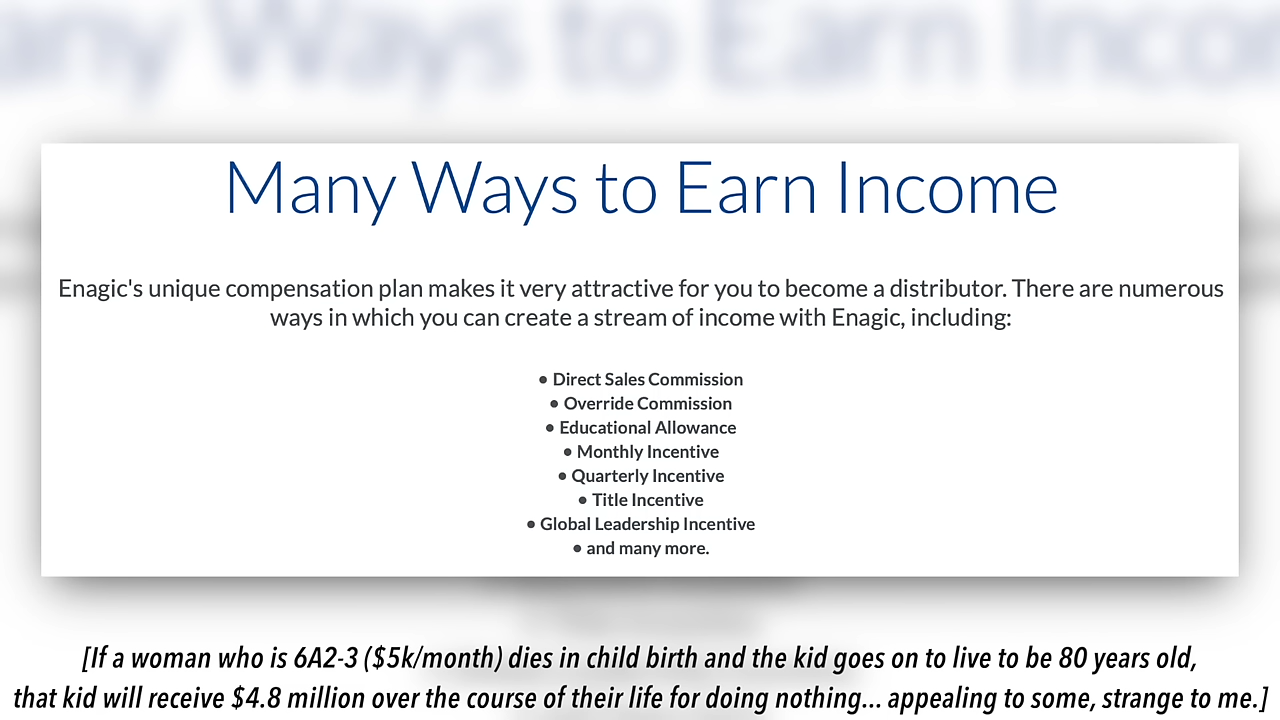 Many Ways to Earn Income
Enagic's unique compensation plan makes it very attractive for you to become a distributor. There are numerous
ways in which you can create a stream of income with Enagic, including:
• Direct Sales Commission
• Override Commission
• Educational Allowance
• Monthly Incentive
• Quarterly Incentive
• Title Incentive
• Global Leadership Incentive
• and many more.
[If a woman who is 6A2-3 ($5k/month) dies in child birth and the kid goes on to live to be 80 years old,
that kid will receive $4.8 million over the course of their life for doing nothing... appealing to some, strange to me.]